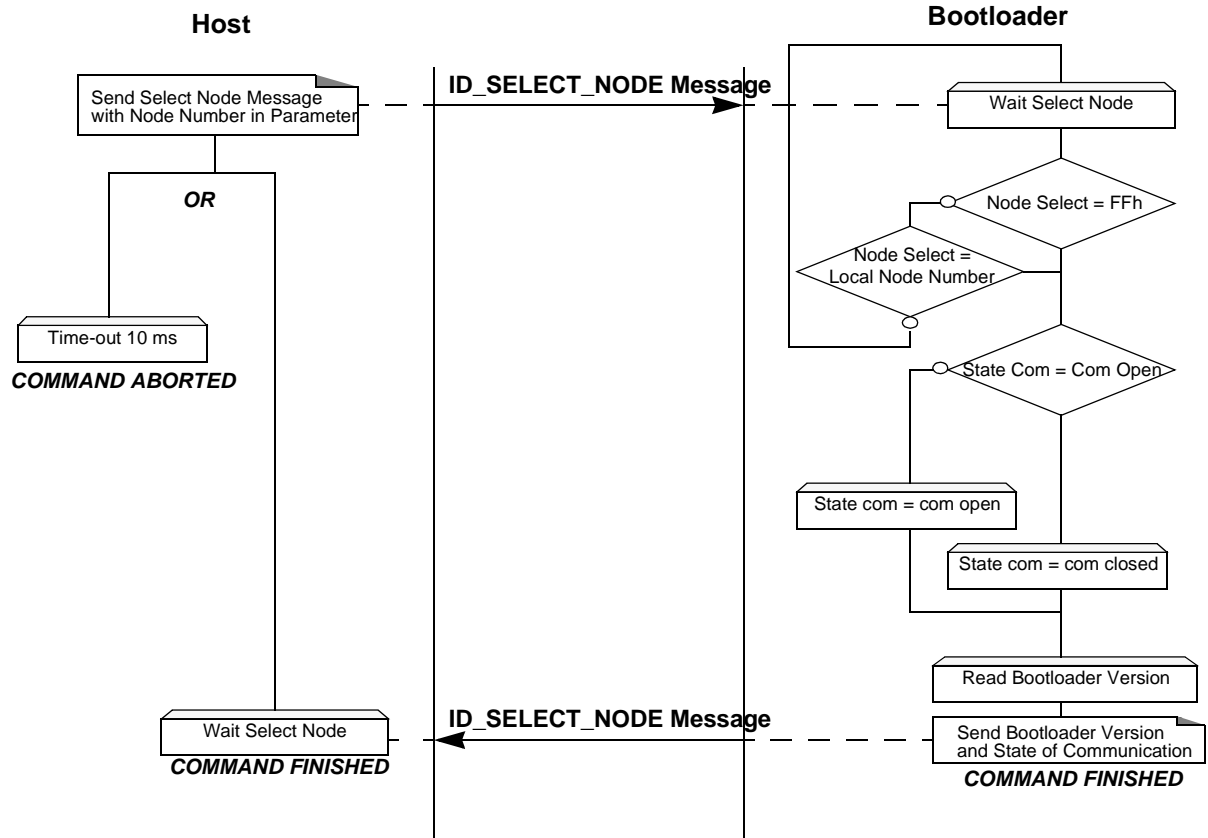 Host
Bootloader
ID_SELECT_NODE Message
Send Select Node Message
with Node Number in Parameter
Wait Select Node
OR
Node Select = FFh
Node Select =
Local Node Number
Time-out 10 ms
COMMAND ABORTED
State Com = Com Open
State com = com open
State com = com closed
Read Bootloader Version
ID_SELECT_NODE Message
Wait Select Node
COMMAND FINISHED
Send Bootloader Version
and State of Communication
COMMAND FINISHED